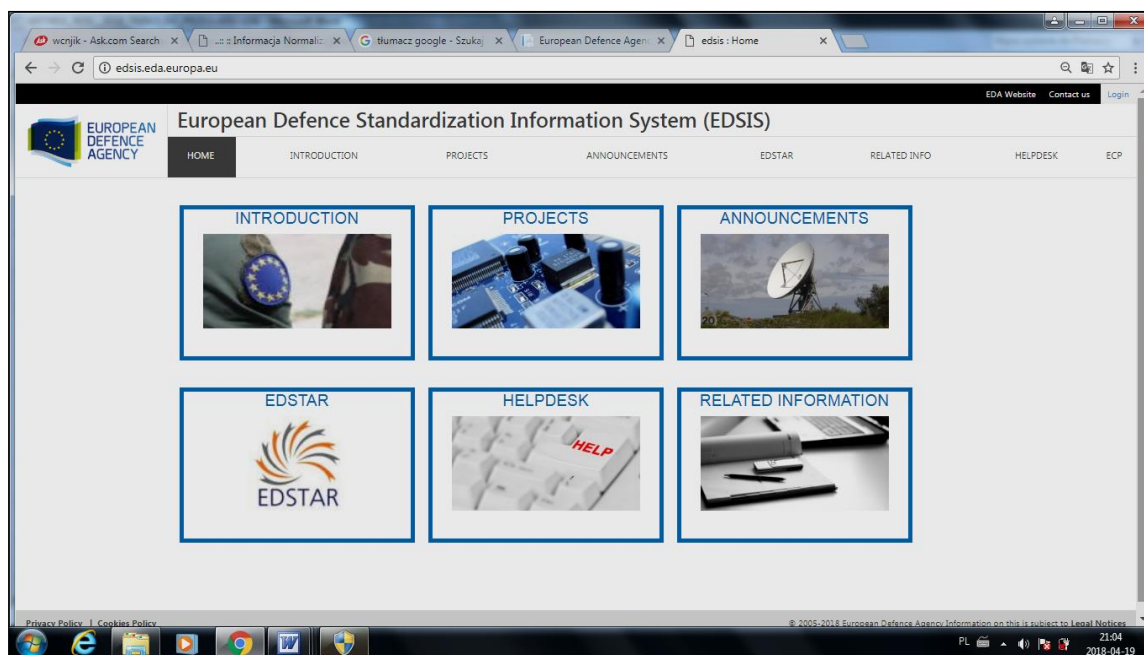 wcnjik - Ask.com Search
Informacja Normaliz
tłumacz google - Szukaj
European Defence Agen
edsis : Home
edsis.eda.europa.eu
EDA Website Contact us Login
EUROPEAN
DEFENCE
AGENCY
European Defence Standardization Information System (EDSIS)
HOME INTRODUCTION PROJECTS ANNOUNCEMENTS EDSTAR RELATED INFO HELPDESK ECP
INTRODUCTION PROJECTS ANNOUNCEMENTS
20
EDSTAR HELPDESK RELATED INFORMATION
HELP
EDSTAR
Privacy Policy | Cookies Policy
© 2005-2018 European Defence Agency Information on this is subject to Legal Notices
PL
21:04
2018-04-19